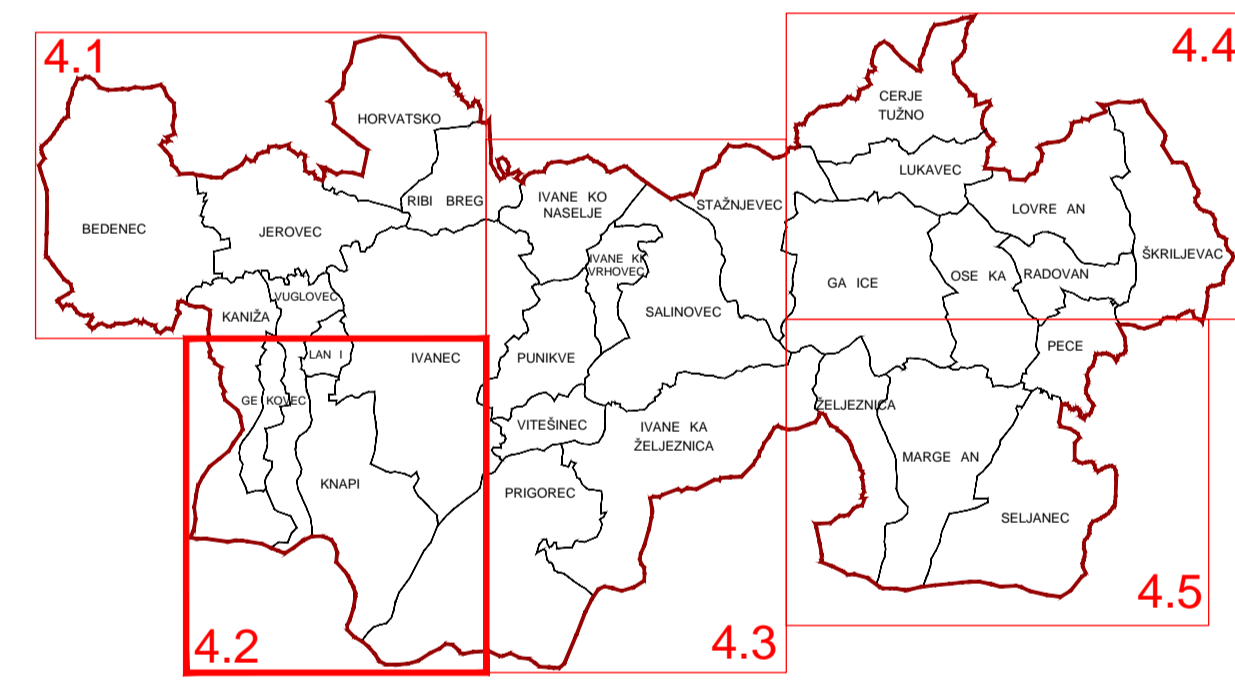 4.1
4.4
CERJE
TUŽNO
HORVATSKO
LUKAVEC
RIBI BREG
IVANE KO
NASELJE
STAŽNJEVEC
LOVRE AN
BEDENEC
JEROVEC
ŠKRILJEVAC
IVANE KI
VRHOVEC
GA ICE
OSE KA
RADOVAN
VUGLOVEC
KANIŽA
SALINOVEC
LAN I
IVANEC
PUNIKVE
PECE
GE KOVEC
ŽELJEZNICA
VITEŠINEC
IVANE KA
ŽELJEZNICA
MARGE AN
KNAPI
PRIGOREC
SELJANEC
4.2
4.3
4.5